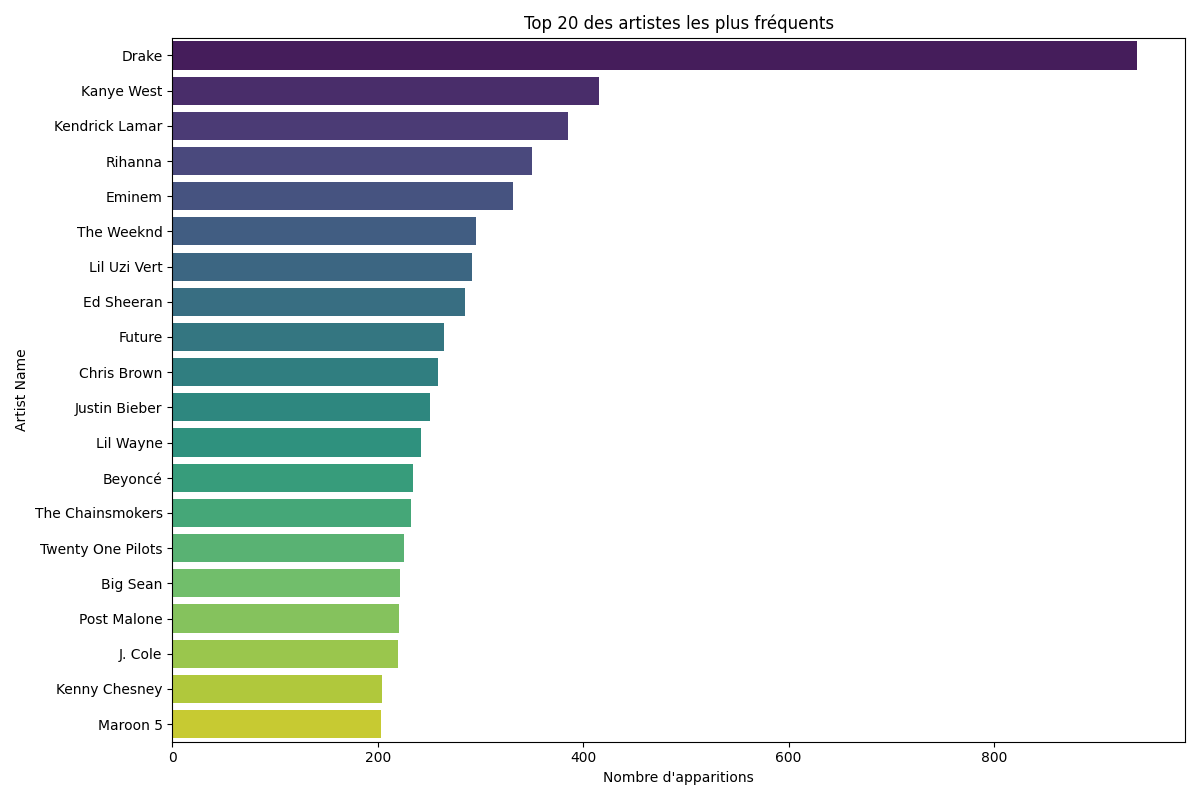 Top 20 des artistes les plus fréquents
Drake
Kanye West
Kendrick Lamar
Rihanna
Eminem
The Weeknd
Lil Uzi Vert
Ed Sheeran
Future
Chris Brown
Justin Bieber
Lil Wayne
Beyoncé
The Chainsmokers
Twenty One Pilots
Big Sean
Post Malone
J. Cole
Kenny Chesney
Maroon 5
Artist Name
0 200 400 600 800
Nombre d'apparitions